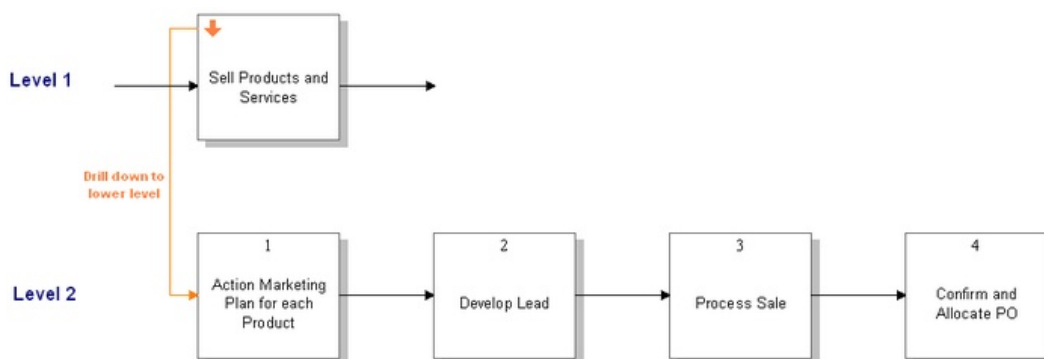 Level 1
Sell Products and
Services
Drill down to
lower level
Level 2
1
Action Marketing
Plan for each
Product
2
Develop Lead
3
Process Sale
4
Confirm and
Allocate PO